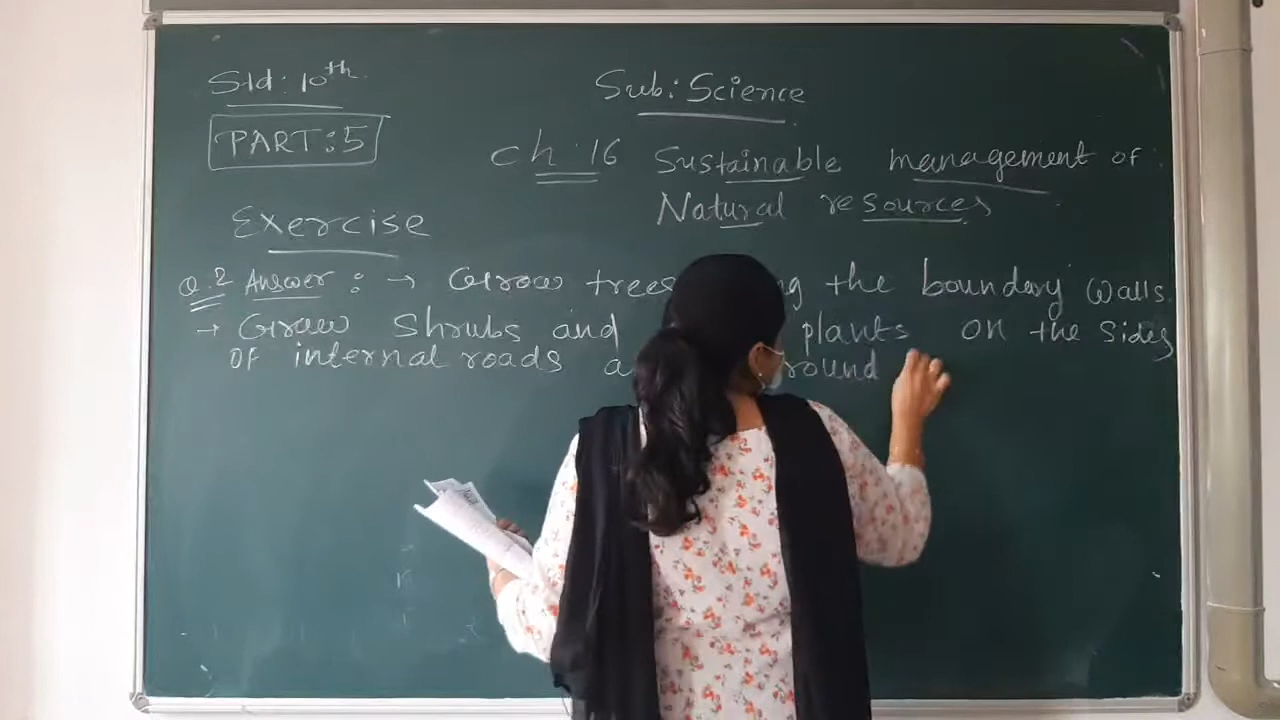 Std: 10th.
Sub: Science
PART: 5
Ch. 16 Sustainable management of
Natural resources
Exercise
Q.2 Answer : → Grow trees the boundary walls.
→ Grow Shrubs and plants on the sides
of internal roads round